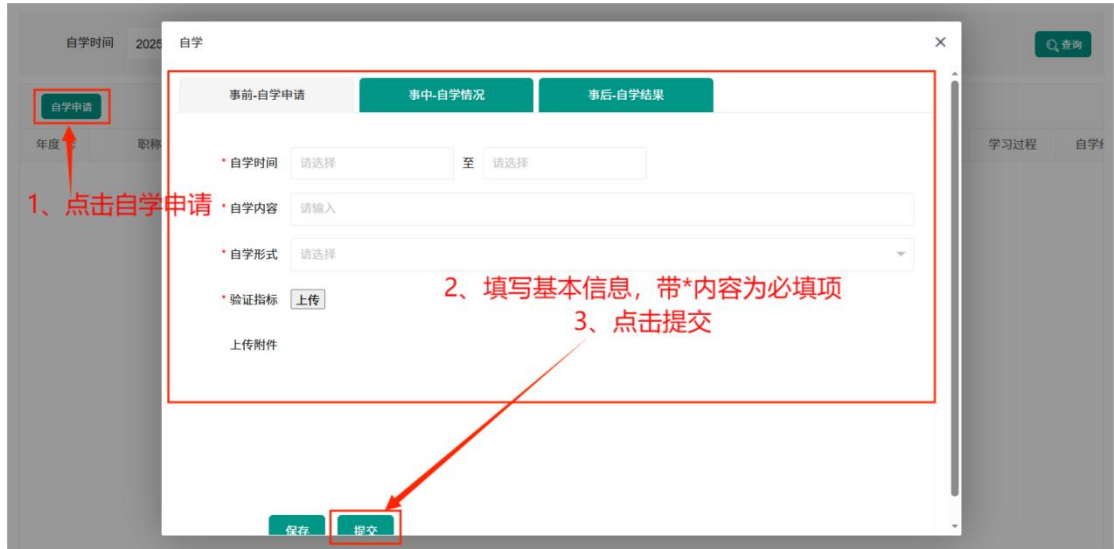 自学时间 2025
自学
查询
事前-自学申请 事中-自学情况 事后-自学结果
自学申请
年度 职称 学习过程 自学
* 自学时间 请选择 至 请选择
1、点击自学申请
* 自学内容 请输入
* 自学形式 请选择
2、填写基本信息，带*内容为必填项
* 验证指标 上传
3、点击提交
上传附件
保存 提交